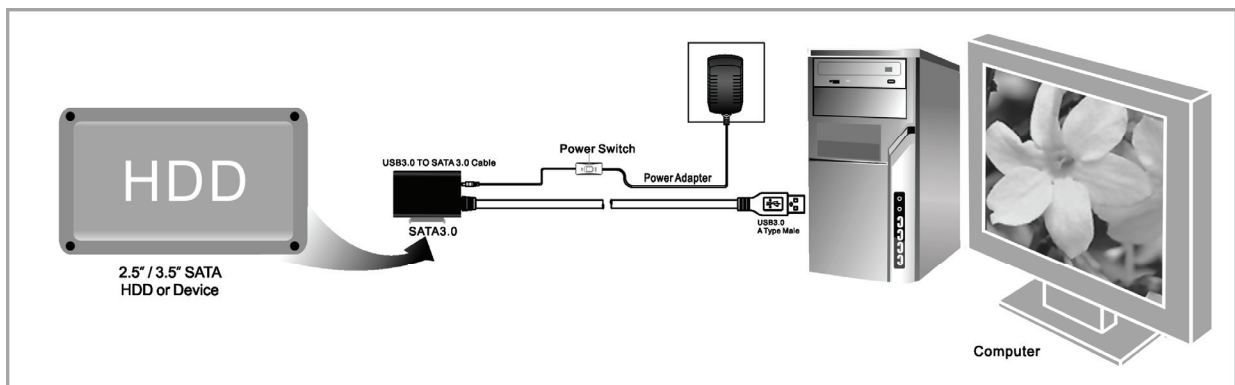 HDD
2.5" / 3.5" SATA
HDD or Device
USB3.0 TO SATA 3.0 Cable
SATA3.0
Power Switch
Power Adapter
USB3.0
A Type Male
Computer